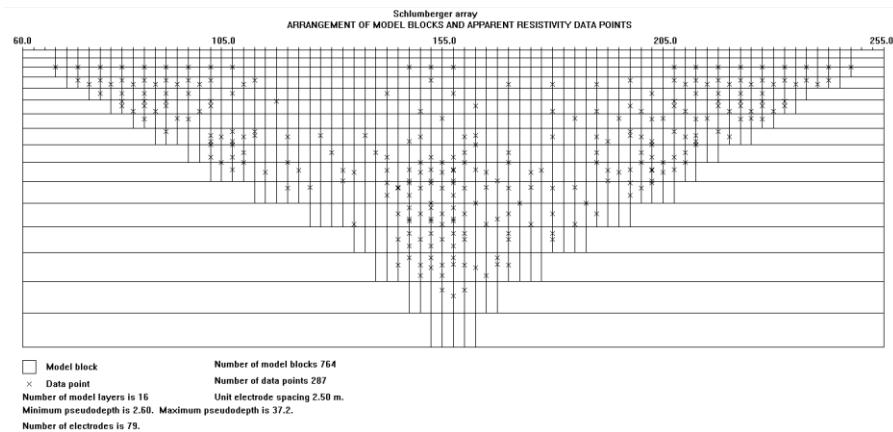 Schlumberger array
ARRANGEMENT OF MODEL BLOCKS AND APPARENT RESISTIVITY DATA POINTS
60.0 105.0 155.0 205.0 255.0
Model block Number of model blocks 764
Data point Number of data points 287
Number of model layers is 16 Unit electrode spacing 2.50 m.
Minimum pseudodepth is 2.60. Maximum pseudodepth is 37.2.
Number of electrodes is 79.